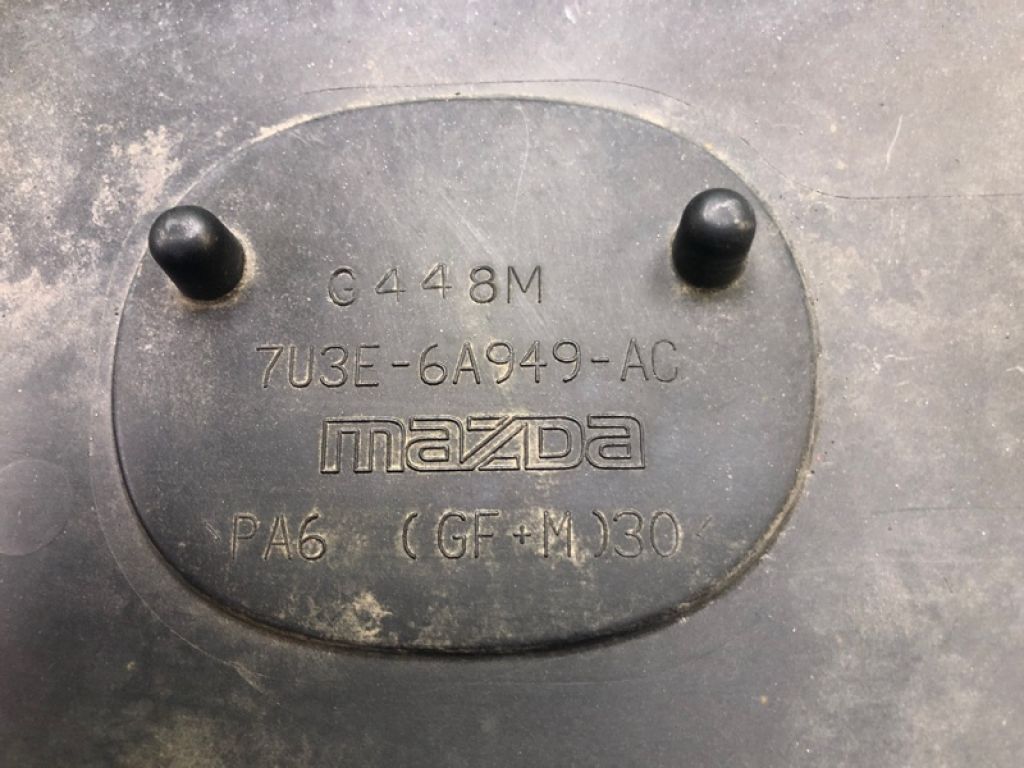 G448M
7U3E-6A949-AC
mazda
>PA6 (GF+M)30<